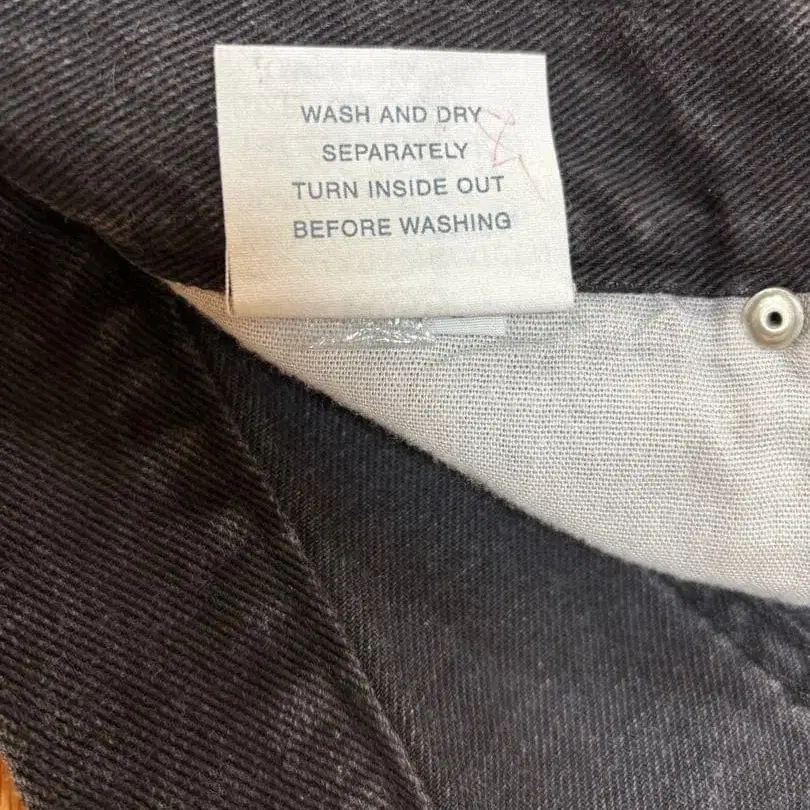 WASH AND DRY
SEPARATELY
TURN INSIDE OUT
BEFORE WASHING